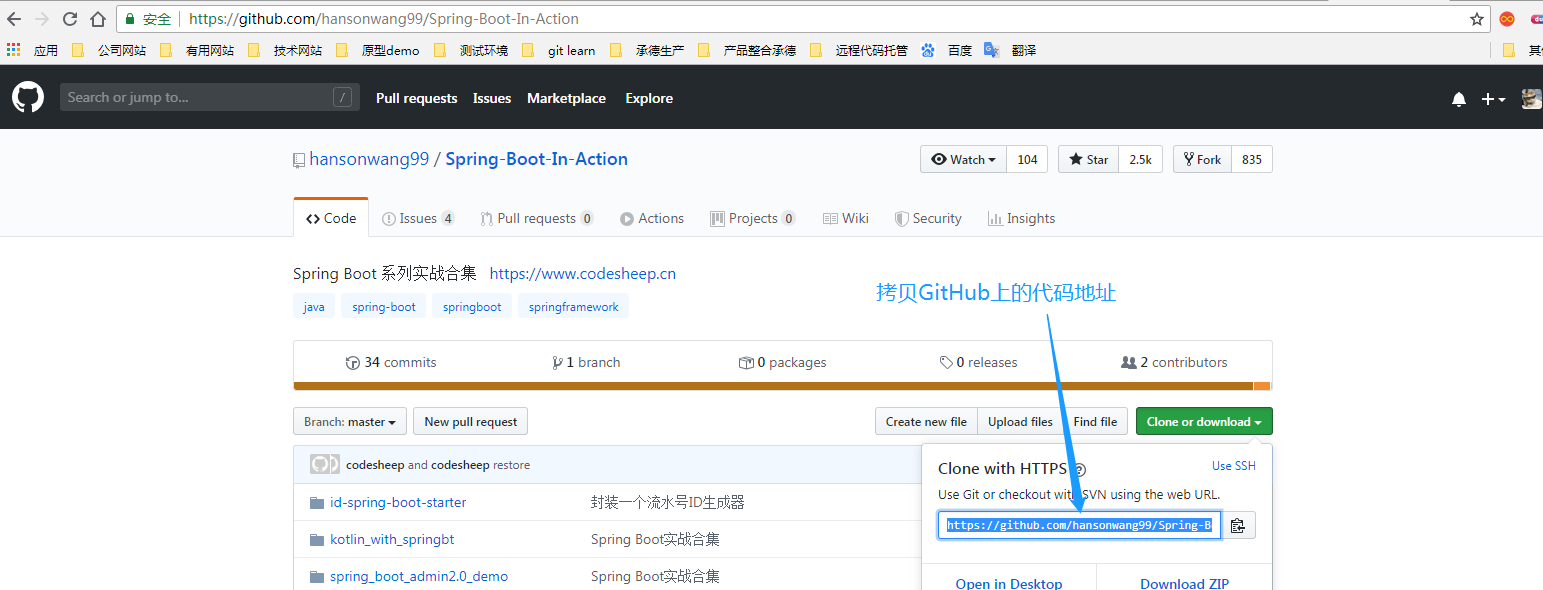 安全 https://github.com/hansonwang99/Spring-Boot-In-Action
应用 公司网站 有用网站 技术网站 原型demo 测试环境 git learn 承德生产 产品整合承德 远程代码托管 百度 翻译
Search or jump to... / Pull requests Issues Marketplace Explore
hansonwang99 / Spring-Boot-In-Action Watch 104 Star 2.5k Fork 835
Code Issues 4 Pull requests 0 Actions Projects 0 Wiki Security Insights
Spring Boot 系列实战合集 https://www.codesheep.cn
拷贝GitHub上的代码地址
java spring-boot springboot springframework
34 commits 1 branch 0 packages 0 releases 2 contributors
Branch: master New pull request Create new file Upload files Find file Clone or download
codesheep and codesheep restore
Clone with HTTPS Use SSH
Use Git or checkout with SVN using the web URL.
id-spring-boot-starter 封装一个流水号ID生成器
https://github.com/hansonwang99/Spring-B
kotlin_with_springbt Spring Boot实战合集
spring_boot_admin2.0_demo Spring Boot实战合集
Open in Desktop Download ZIP